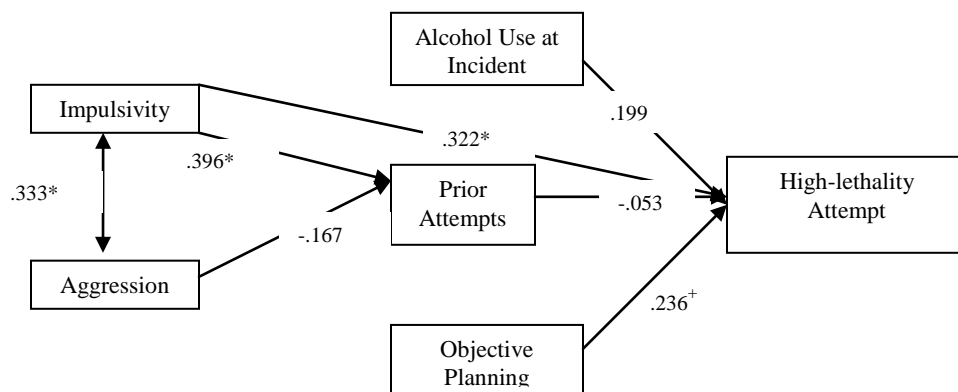 Alcohol Use at
Incident
Impulsivity
.199
.322*
.396*
.333*
Prior
Attempts
High-lethality
Attempt
-.053
-.167
Aggression
.236+
Objective
Planning